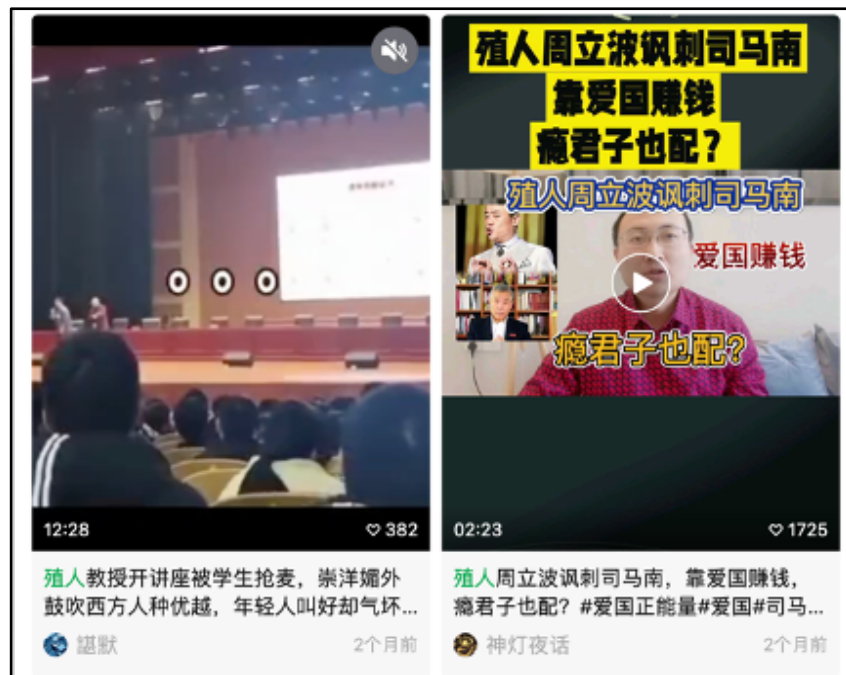 殖人周立波讽刺司马南
靠爱国赚钱
瘾君子也配？
殖人周立波讽刺司马南
爱国赚钱
瘾君子也配?
12:28
382
02:23
1725
殖人教授开讲座被学生抢麦，崇洋媚外
鼓吹西方人种优越，年轻人叫好却气坏...
諶默
2个月前
殖人周立波讽刺司马南，靠爱国赚钱，
瘾君子也配？#爱国正能量#爱国#司马...
神灯夜话
2个月前